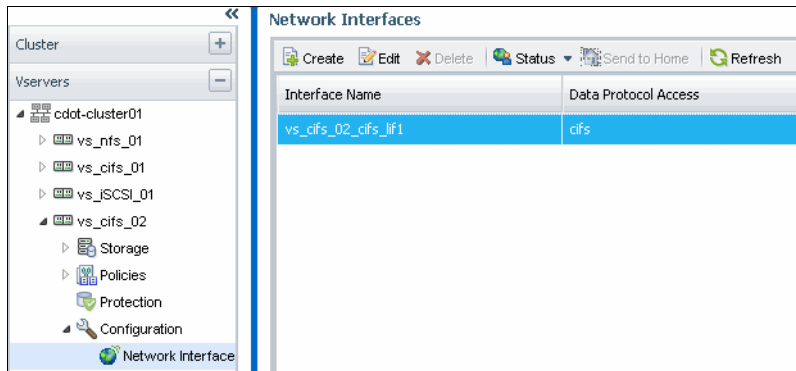 «
Cluster
+
Vservers
−
cdot-cluster01
vs_nfs_01
vs_cifs_01
vs_iSCSI_01
vs_cifs_02
Storage
Policies
Protection
Configuration
Network Interface
Network Interfaces
Create Edit Delete Status Send to Home Refresh
Interface Name Data Protocol Access
vs_cifs_02_cifs_lif1 cifs